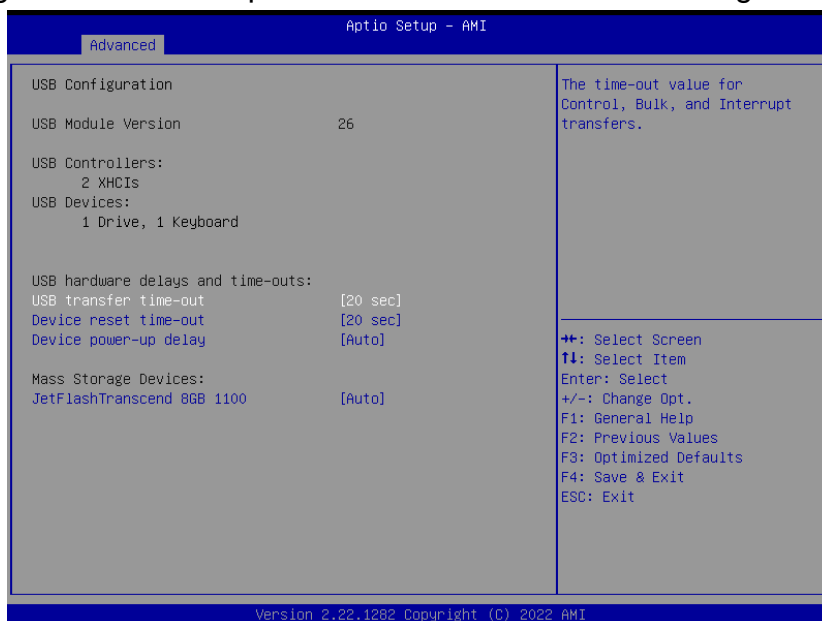 Aptio Setup – AMI
Advanced
USB Configuration
USB Module Version 26
USB Controllers:
2 XHCIs
USB Devices:
1 Drive, 1 Keyboard
USB hardware delays and time-outs:
USB transfer time-out [20 sec]
Device reset time-out [20 sec]
Device power-up delay [Auto]
Mass Storage Devices:
JetFlashTranscend 8GB 1100 [Auto]
The time-out value for
Control, Bulk, and Interrupt
transfers.
→←: Select Screen
↑↓: Select Item
Enter: Select
+/-: Change Opt.
F1: General Help
F2: Previous Values
F3: Optimized Defaults
F4: Save & Exit
ESC: Exit
Version 2.22.1282 Copyright (C) 2022 AMI